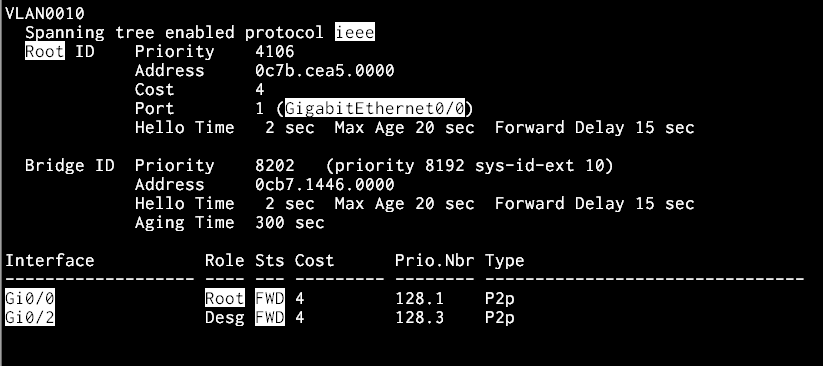 VLAN0010
  Spanning tree enabled protocol ieee
  Root ID    Priority    4106
             Address     0c7b.cea5.0000
             Cost        4
             Port        1 (GigabitEthernet0/0)
             Hello Time   2 sec  Max Age 20 sec  Forward Delay 15 sec

  Bridge ID  Priority    8202   (priority 8192 sys-id-ext 10)
             Address     0cb7.1446.0000
             Hello Time   2 sec  Max Age 20 sec  Forward Delay 15 sec
             Aging Time  300 sec

Interface           Role Sts Cost      Prio.Nbr Type
------------------- ---- --- --------- -------- --------------------------------
Gi0/0               Root FWD 4         128.1    P2p
Gi0/2               Desg FWD 4         128.3    P2p